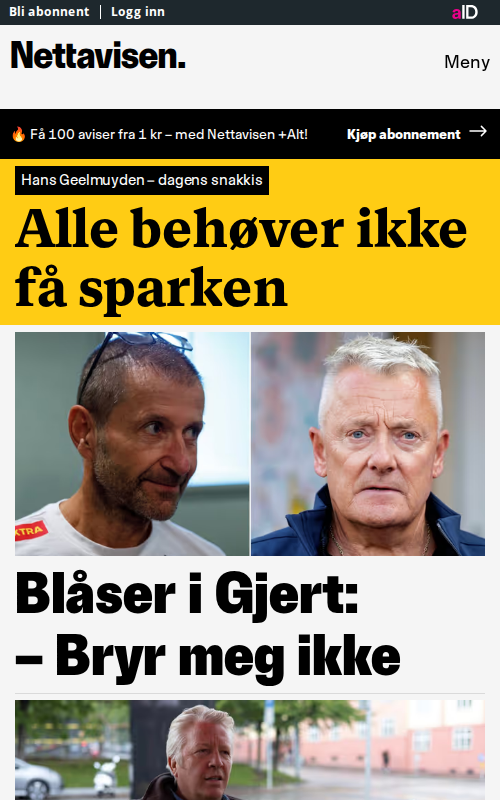 Bli abonnent
Logg inn
aID
Nettavisen.
Meny
🔥 Få 100 aviser fra 1 kr – med Nettavisen +Alt!
Kjøp abonnement →
Hans Geelmuyden – dagens snakkis
Alle behøver ikke
få sparken
XTRA
Blåser i Gjert:
– Bryr meg ikke